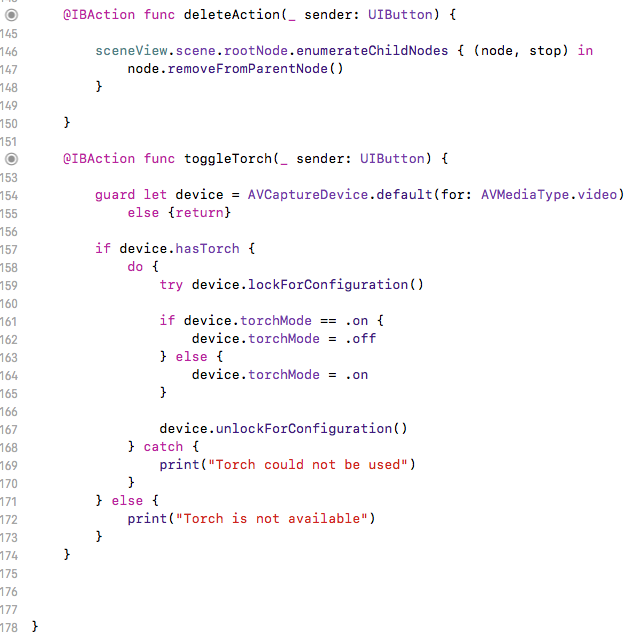 @IBAction func deleteAction(_ sender: UIButton) {
145
146 sceneView.scene.rootNode.enumerateChildNodes { (node, stop) in
147 node.removeFromParentNode()
148 }
149
150 }
151
@IBAction func toggleTorch(_ sender: UIButton) {
153
154 guard let device = AVCaptureDevice.default(for: AVMediaType.video)
155 else {return}
156
157 if device.hasTorch {
158 do {
159 try device.lockForConfiguration()
160
161 if device.torchMode == .on {
162 device.torchMode = .off
163 } else {
164 device.torchMode = .on
165 }
166
167 device.unlockForConfiguration()
168 } catch {
169 print("Torch could not be used")
170 }
171 } else {
172 print("Torch is not available")
173 }
174 }
175
176
177
178 }